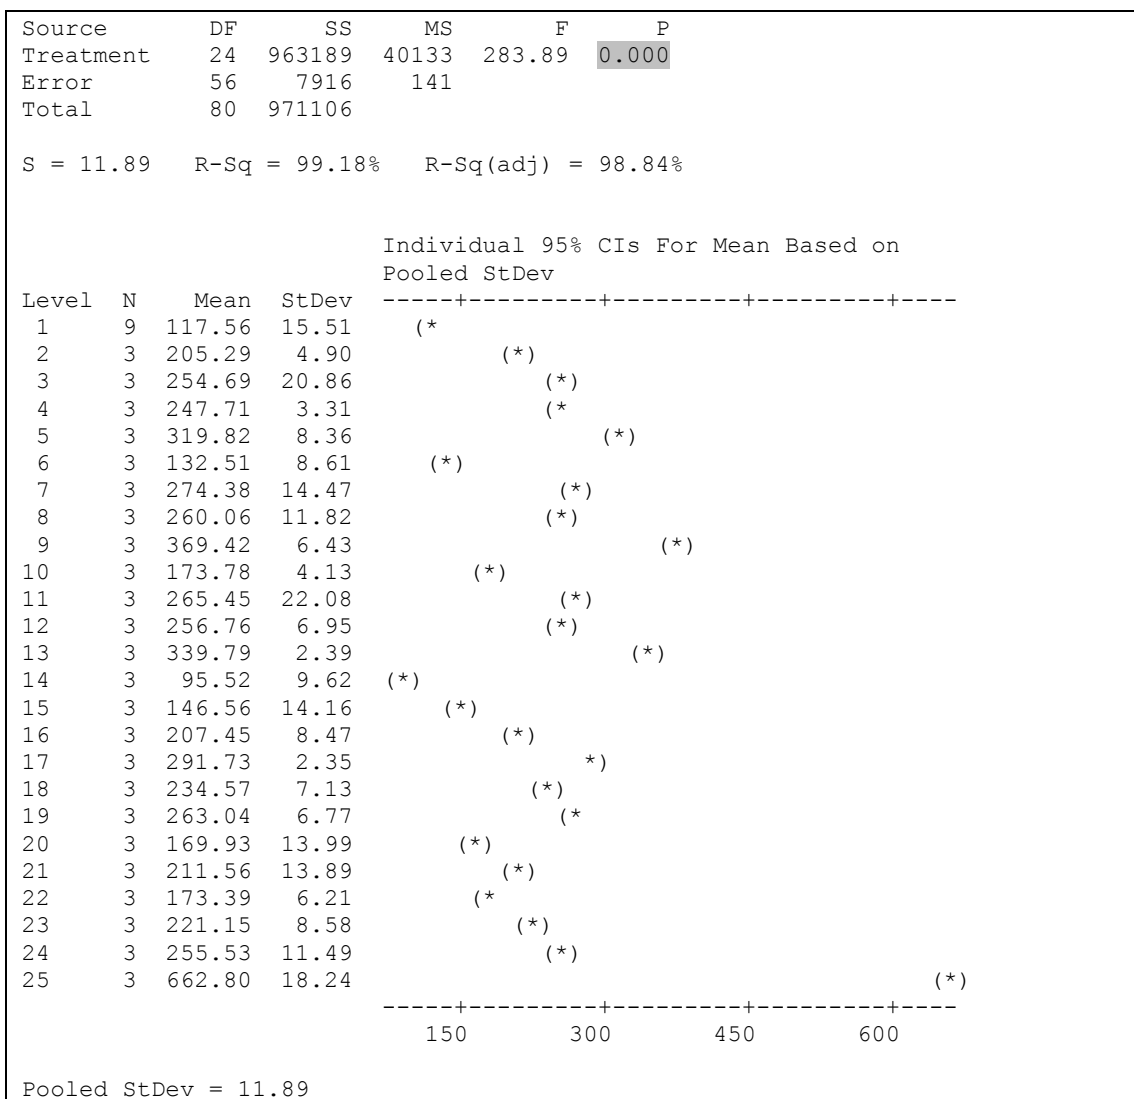 Source       DF      SS     MS       F      P
Treatment    24  963189  40133  283.89  0.000
Error        56    7916    141
Total        80  971106
S = 11.89   R-Sq = 99.18%   R-Sq(adj) = 98.84%
Individual 95% CIs For Mean Based on
Pooled StDev
Level  N    Mean  StDev  -----+---------+---------+---------+----
 1     9  117.56  15.51    (*
 2     3  205.29   4.90          (*)
 3     3  254.69  20.86             (*)
 4     3  247.71   3.31             (*
 5     3  319.82   8.36                 (*)
 6     3  132.51   8.61     (*)
 7     3  274.38  14.47              (*)
 8     3  260.06  11.82             (*)
 9     3  369.42   6.43                     (*)
10     3  173.78   4.13        (*)
11     3  265.45  22.08              (*)
12     3  256.76   6.95             (*)
13     3  339.79   2.39                   (*)
14     3   95.52   9.62  (*)
15     3  146.56  14.16      (*)
16     3  207.45   8.47          (*)
17     3  291.73   2.35                *)
18     3  234.57   7.13            (*)
19     3  263.04   6.77              (*
20     3  169.93  13.99       (*)
21     3  211.56  13.89          (*)
22     3  173.39   6.21        (*
23     3  221.15   8.58           (*)
24     3  255.53  11.49             (*)
25     3  662.80  18.24                                        (*)
                         -----+---------+---------+---------+----
                            150       300       450       600
Pooled StDev = 11.89